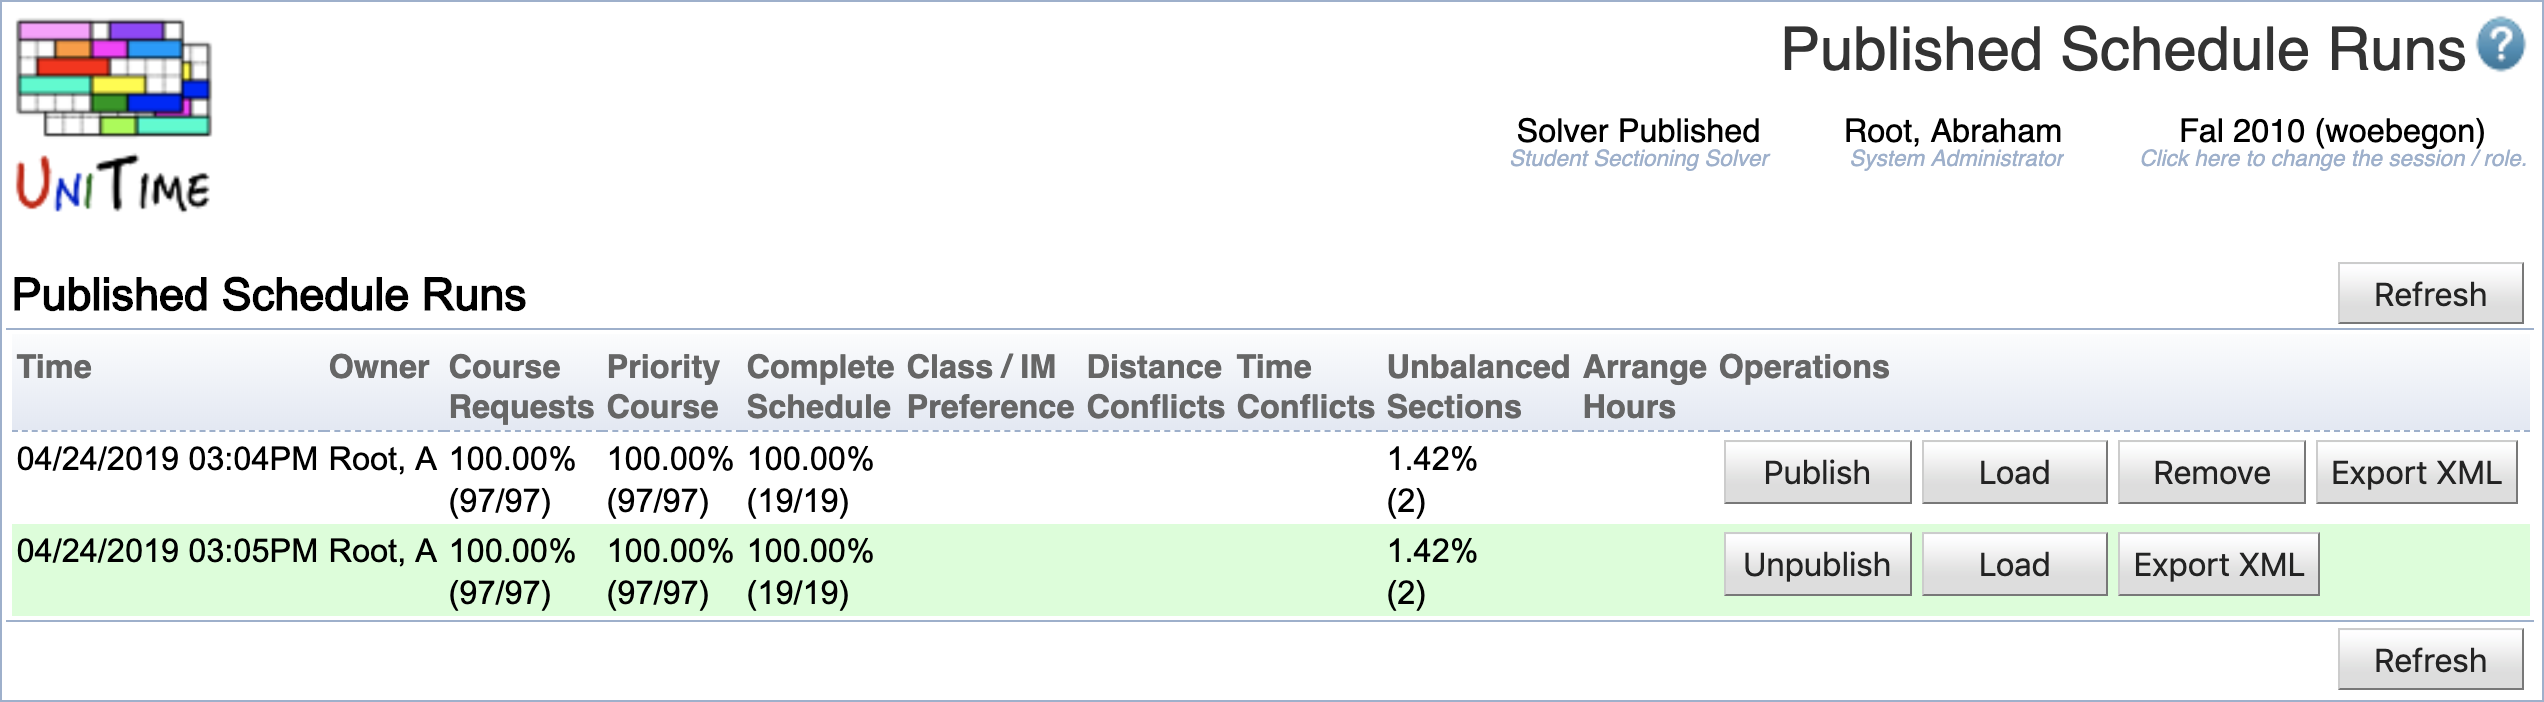 Published Schedule Runs ?
Solver Published Root, Abraham Fal 2010 (woebegon)
Student Sectioning Solver System Administrator Click here to change the session / role.
UNITIME
Published Schedule Runs Refresh
Time Owner Course Priority Complete Class / IM Distance Time Unbalanced Arrange Operations
Requests Course Schedule Preference Conflicts Conflicts Sections Hours
04/24/2019 03:04PM Root, A 100.00% 100.00% 100.00% 1.42% Publish Load Remove Export XML
(97/97) (97/97) (19/19) (2)
04/24/2019 03:05PM Root, A 100.00% 100.00% 100.00% 1.42% Unpublish Load Export XML
(97/97) (97/97) (19/19) (2)
Refresh